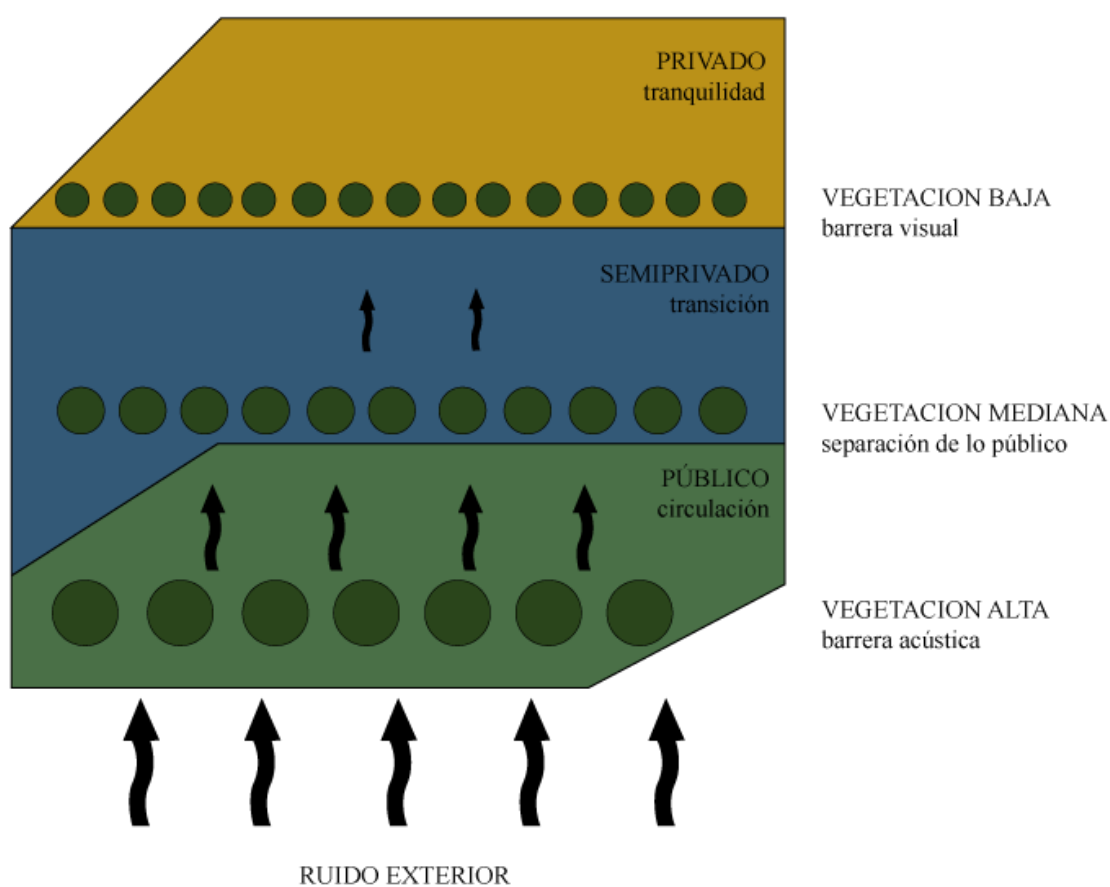 PRIVADO
tranquilidad
VEGETACION BAJA
barrera visual
SEMIPRIVADO
transición
VEGETACION MEDIANA
separación de lo público
PÚBLICO
circulación
VEGETACION ALTA
barrera acústica
RUIDO EXTERIOR